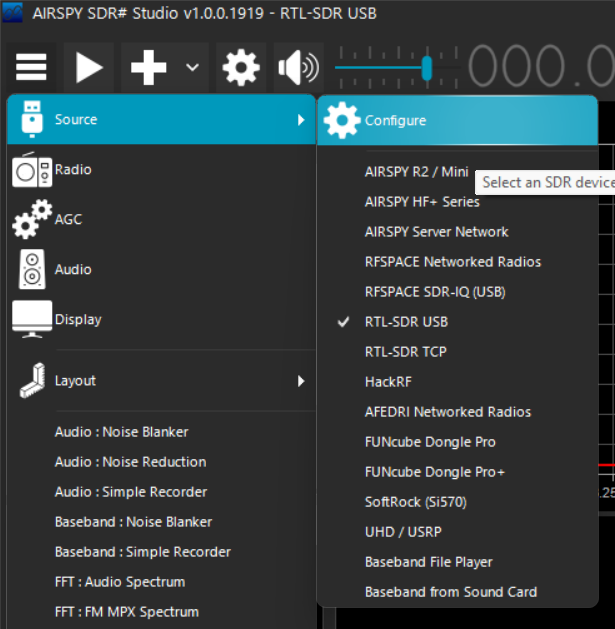 AIRSPY SDR# Studio v1.0.0.1919 - RTL-SDR USB
000.0
Source
Configure
Radio
AIRSPY R2 / Mini
Select an SDR device
AIRSPY HF+ Series
AGC
AIRSPY Server Network
Audio
RFSPACE Networked Radios
RFSPACE SDR-IQ (USB)
Display
RTL-SDR USB
RTL-SDR TCP
Layout
HackRF
AFEDRI Networked Radios
Audio : Noise Blanker
FUNcube Dongle Pro
Audio : Noise Reduction
FUNcube Dongle Pro+
Audio : Simple Recorder
.25
SoftRock (Si570)
Baseband : Noise Blanker
UHD / USRP
Baseband : Simple Recorder
Baseband File Player
FFT : Audio Spectrum
Baseband from Sound Card
FFT : FM MPX Spectrum